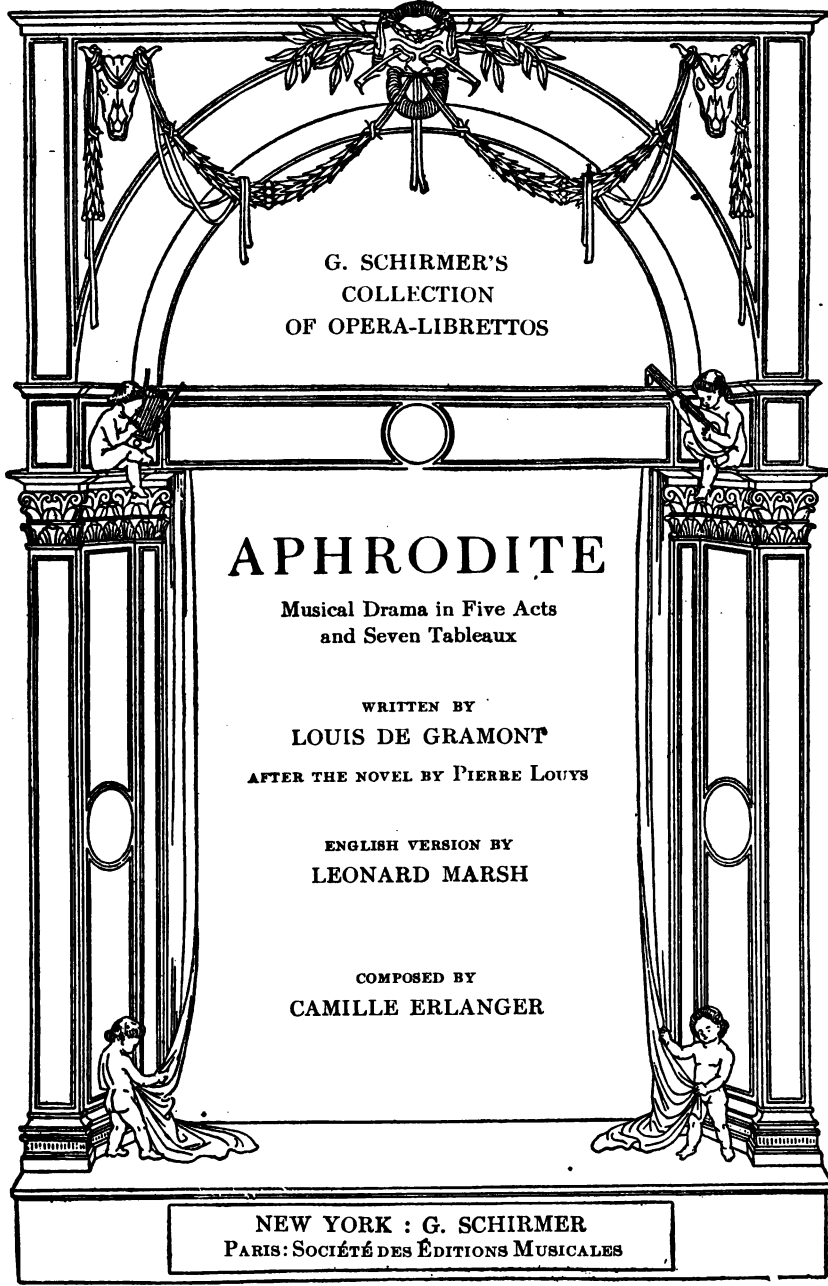 G. SCHIRMER'S
COLLECTION
OF OPERA-LIBRETTOS
APHRODITE
Musical Drama in Five Acts
and Seven Tableaux
WRITTEN BY
LOUIS DE GRAMONT
AFTER THE NOVEL BY PIERRE LOUYS
ENGLISH VERSION BY
LEONARD MARSH
COMPOSED BY
CAMILLE ERLANGER
NEW YORK : G. SCHIRMER
PARIS: SOCIÉTÉ DES ÉDITIONS MUSICALES